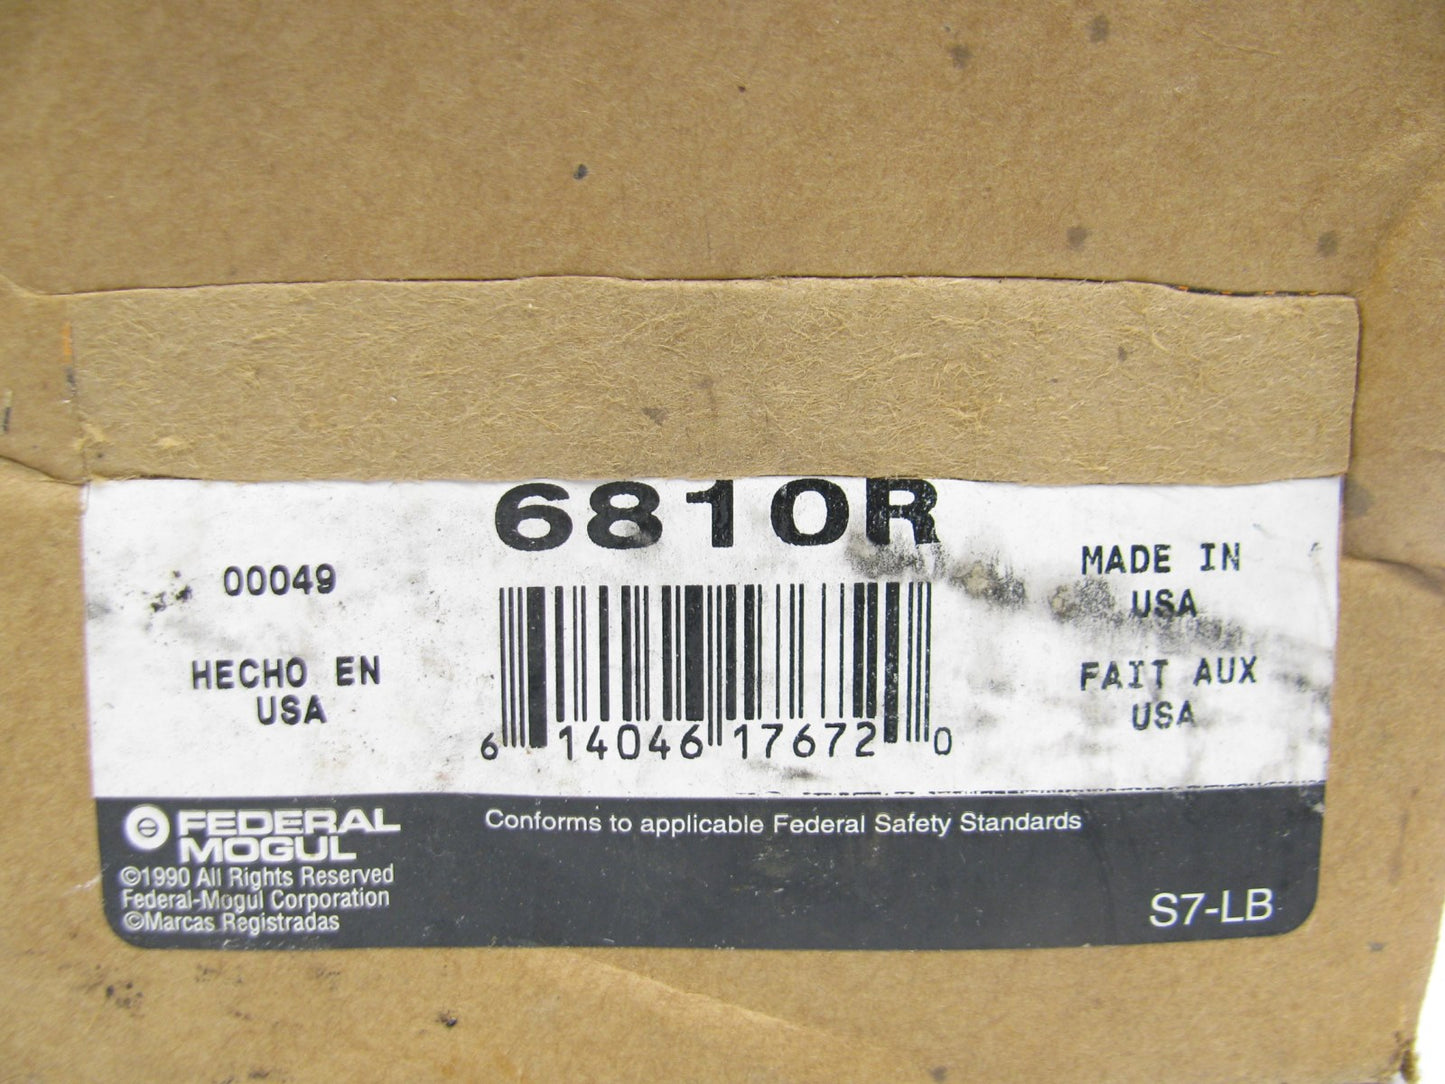 6810R
00049
HECHO EN
USA
MADE IN
USA
FAIT AUX
USA
6 14046 17672 0
FEDERAL
MOGUL
©1990 All Rights Reserved
Federal-Mogul Corporation
©Marcas Registradas
Conforms to applicable Federal Safety Standards
S7-LB